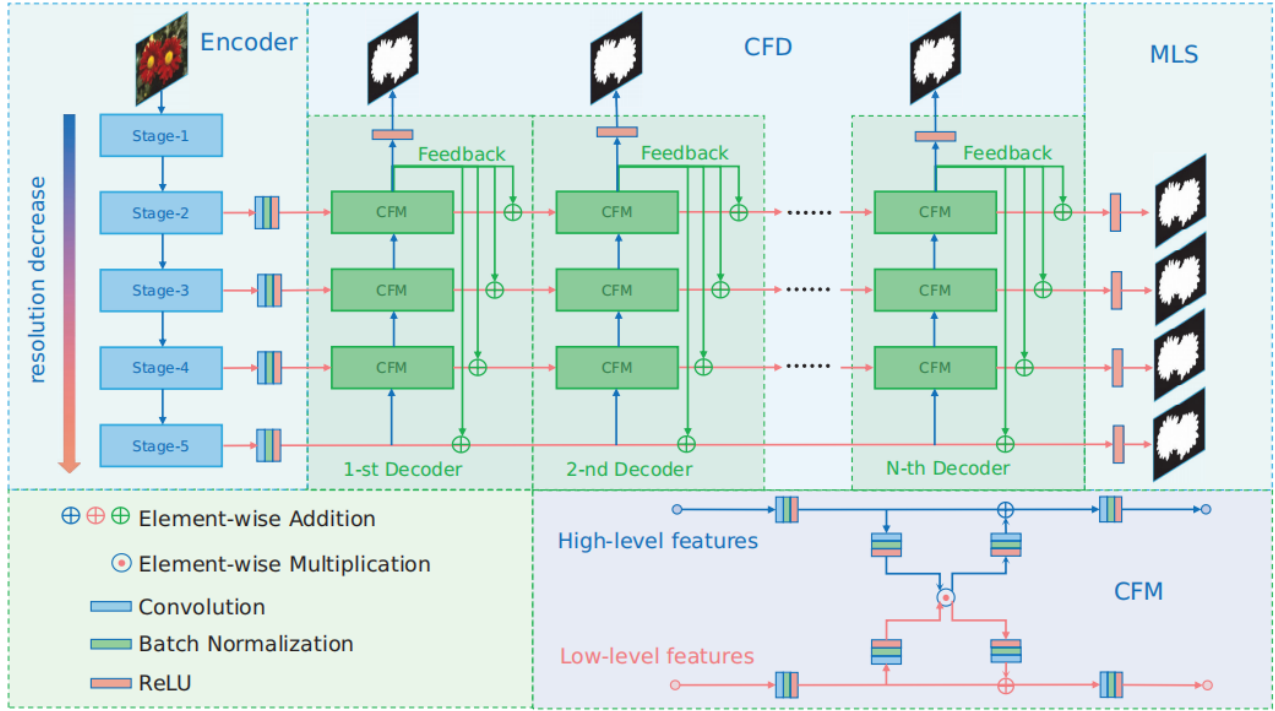 Encoder
CFD
MLS
resolution decrease
Stage-1
Stage-2
Stage-3
Stage-4
Stage-5
Feedback
CFM
CFM
CFM
1-st Decoder
Feedback
CFM
CFM
CFM
2-nd Decoder
......
......
......
Feedback
CFM
CFM
CFM
N-th Decoder
Element-wise Addition
Element-wise Multiplication
Convolution
Batch Normalization
ReLU
High-level features
CFM
Low-level features